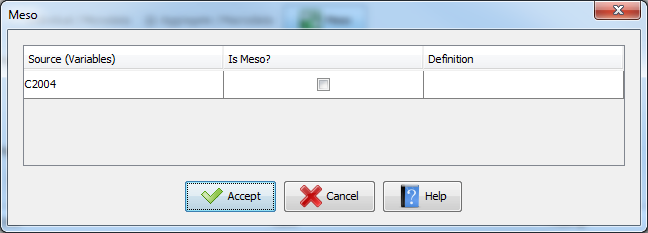 Meso
Source (Variables) Is Meso? Definition
C2004
Accept Cancel Help